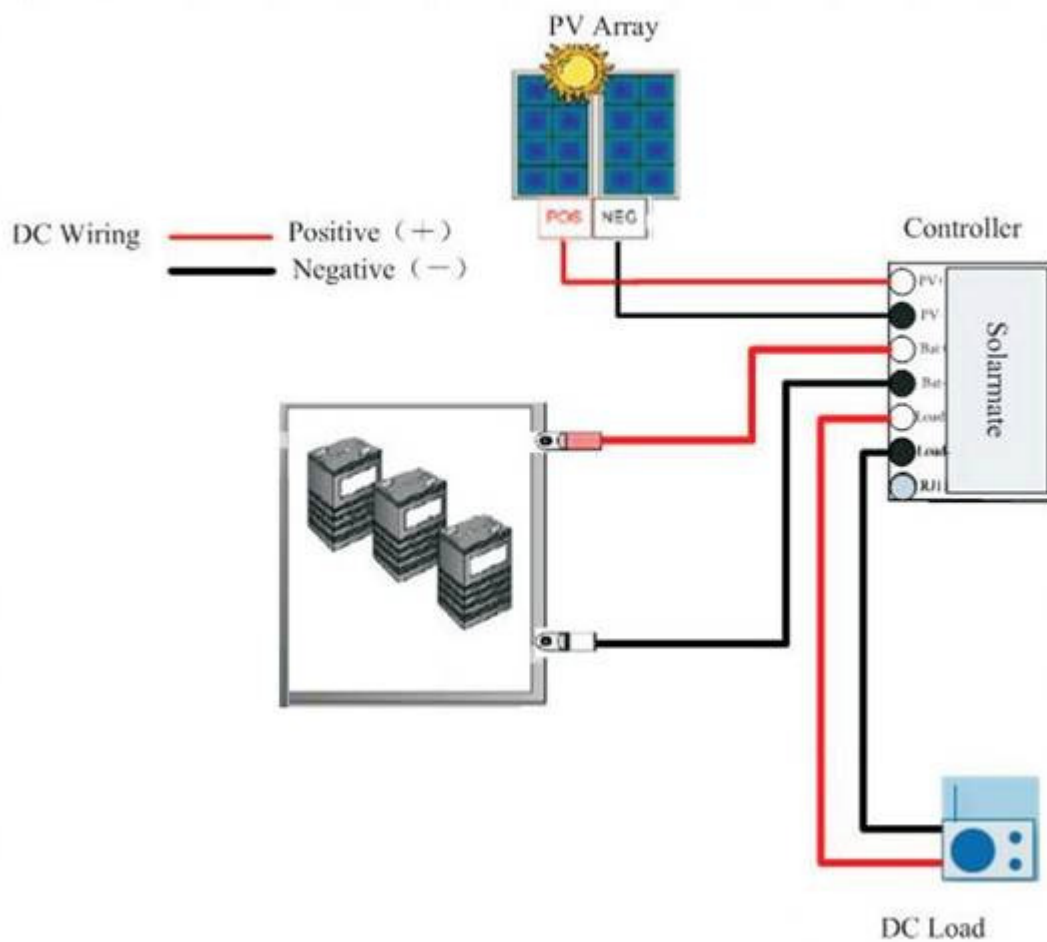 PV Array
POS NEG
DC Wiring
Positive (+)
Negative (−)
Controller
PV+
PV
Bat
Bat
Load
Load
RJ1
Solarmate
DC Load